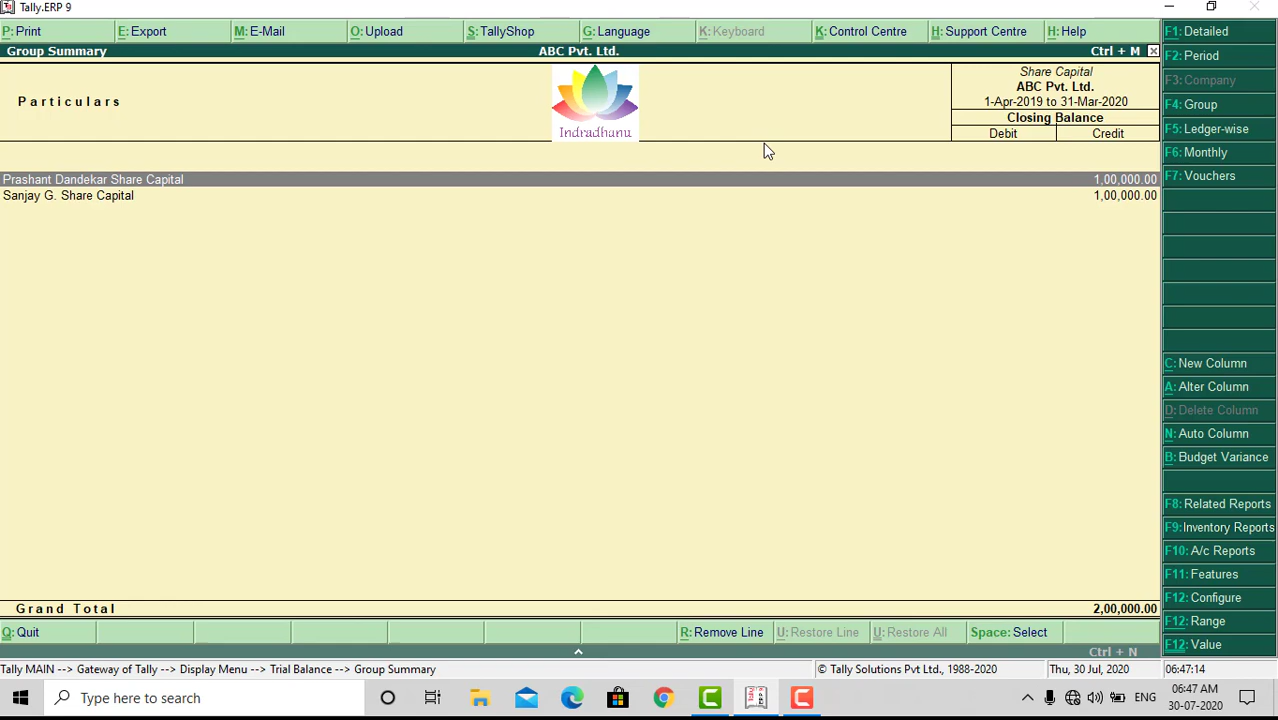 Tally.ERP 9
P: Print E: Export M: E-Mail O: Upload S: TallyShop G: Language K: Keyboard K: Control Centre H: Support Centre H: Help
Group Summary ABC Pvt. Ltd. Ctrl + M
Particulars
Indradhanu
Share Capital
ABC Pvt. Ltd.
1-Apr-2019 to 31-Mar-2020
Closing Balance
Debit Credit
Prashant Dandekar Share Capital 1,00,000.00
Sanjay G. Share Capital 1,00,000.00
Grand Total 2,00,000.00
F1: Detailed
F2: Period
F3: Company
F4: Group
F5: Ledger-wise
F6: Monthly
F7: Vouchers
C: New Column
A: Alter Column
D: Delete Column
N: Auto Column
B: Budget Variance
F8: Related Reports
F9: Inventory Reports
F10: A/c Reports
F11: Features
F12: Configure
F12: Range
F12: Value
Q: Quit R: Remove Line U: Restore Line U: Restore All Space: Select
Ctrl + N
Tally MAIN --> Gateway of Tally --> Display Menu --> Trial Balance --> Group Summary © Tally Solutions Pvt Ltd., 1988-2020 Thu, 30 Jul, 2020 06:47:14
Type here to search ENG 06:47 AM
30-07-2020